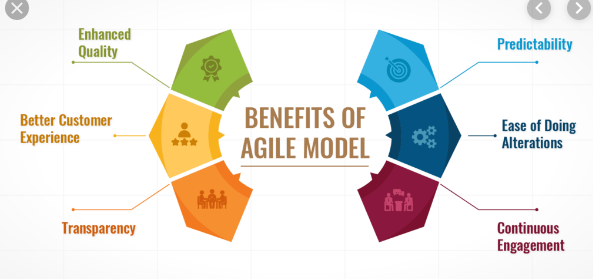 Enhanced
Quality
Better Customer
Experience
Transparency
BENEFITS OF
AGILE MODEL
Predictability
Ease of Doing
Alterations
Continuous
Engagement